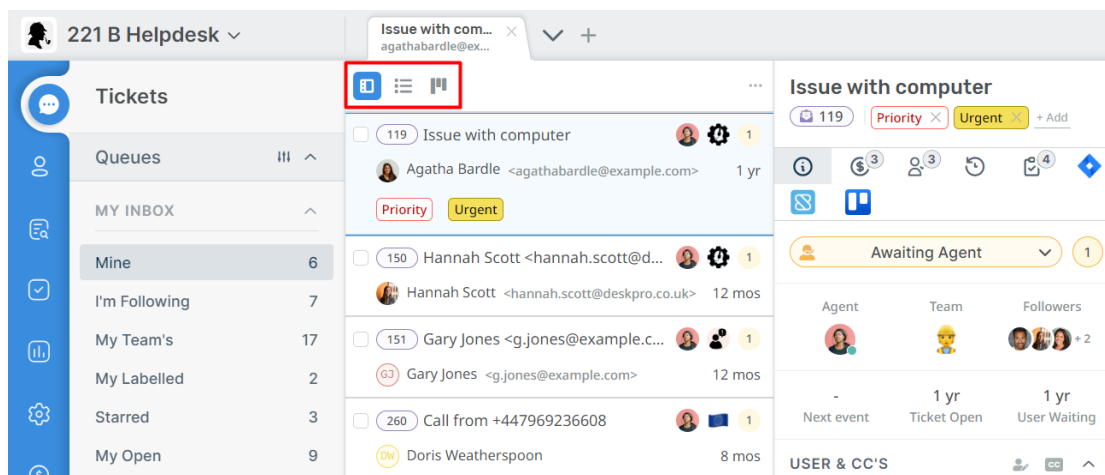 221 B Helpdesk
Issue with com...
agathabardle@ex...
Tickets
Queues
MY INBOX
Mine 6
I'm Following 7
My Team's 17
My Labelled 2
Starred 3
My Open 9
119 Issue with computer 1
Agatha Bardle <agathabardle@example.com> 1 yr
Priority Urgent
150 Hannah Scott <hannah.scott@d... 1
Hannah Scott <hannah.scott@deskpro.co.uk> 12 mos
151 Gary Jones <g.jones@example.c... 1
GJ Gary Jones <g.jones@example.com> 12 mos
260 Call from +447969236608 1
DW Doris Weatherspoon 8 mos
Issue with computer
119 Priority Urgent + Add
3 3 4
Awaiting Agent 1
Agent Team Followers
+ 2
- 1 yr 1 yr
Next event Ticket Open User Waiting
USER & CC'S CC